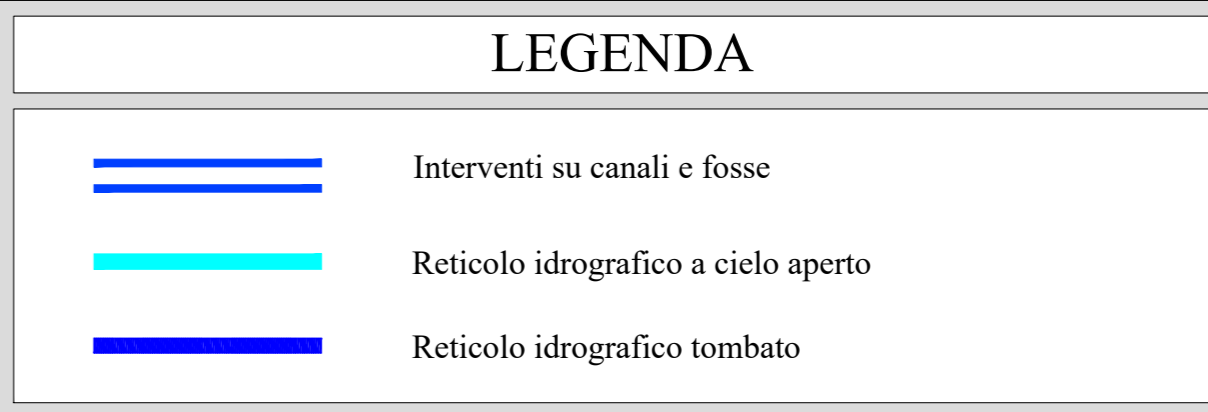 LEGENDA
Interventi su canali e fosse
Reticolo idrografico a cielo aperto
Reticolo idrografico tombato